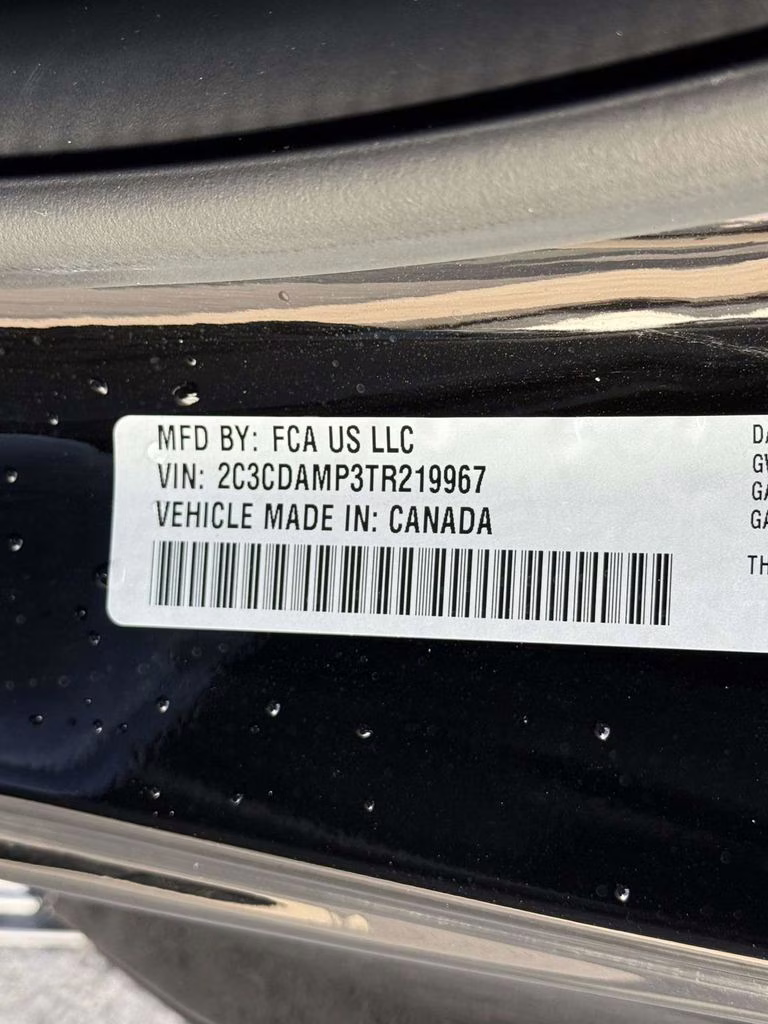 MFD BY: FCA US LLC
VIN: 2C3CDAMP3TR219967
VEHICLE MADE IN: CANADA